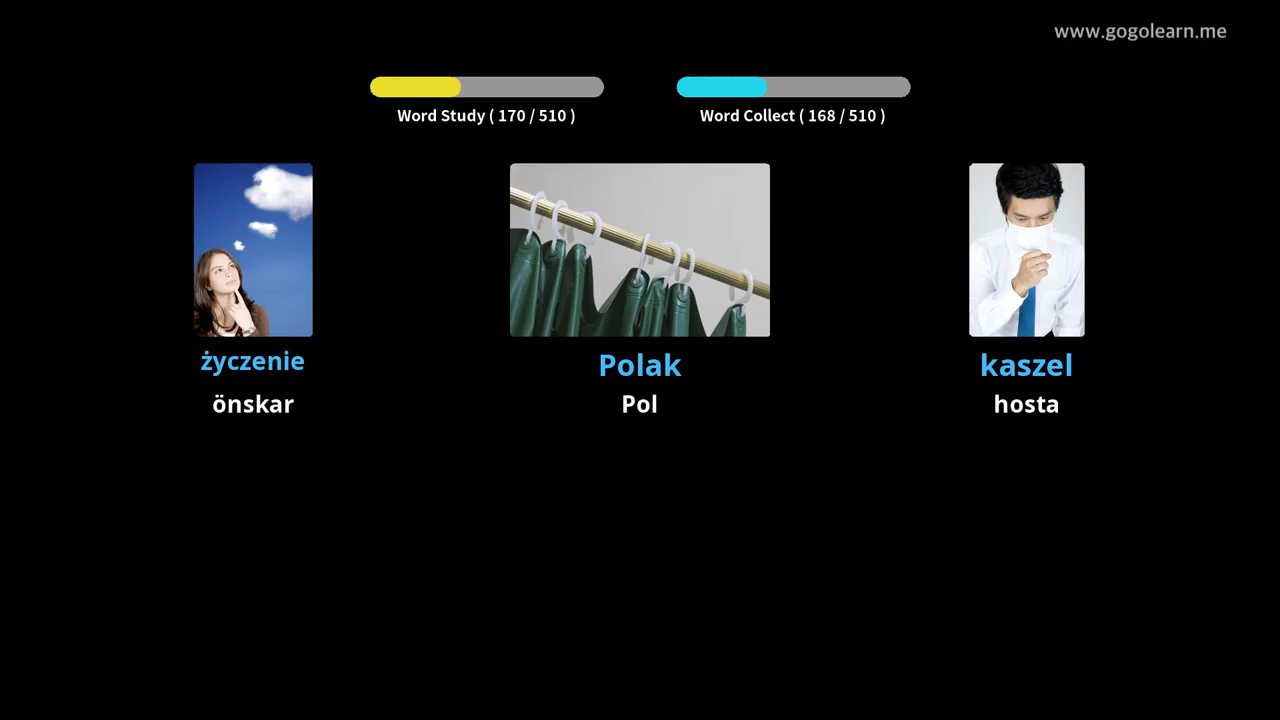 www.gogolearn.me
Word Study ( 170 / 510 )
Word Collect ( 168 / 510 )
życzenie
Polak
kaszel
önskar
Pol
hosta